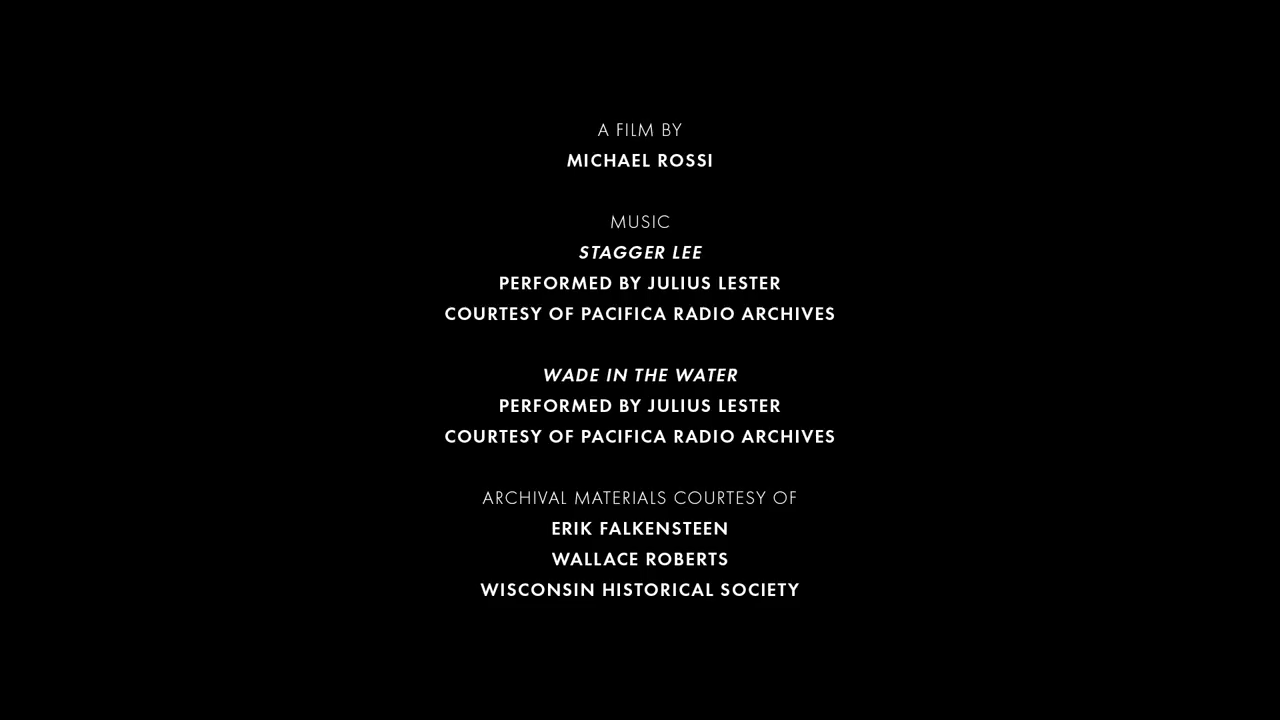 A FILM BY
MICHAEL ROSSI
MUSIC
STAGGER LEE
PERFORMED BY JULIUS LESTER
COURTESY OF PACIFICA RADIO ARCHIVES
WADE IN THE WATER
PERFORMED BY JULIUS LESTER
COURTESY OF PACIFICA RADIO ARCHIVES
ARCHIVAL MATERIALS COURTESY OF
ERIK FALKENSTEEN
WALLACE ROBERTS
WISCONSIN HISTORICAL SOCIETY